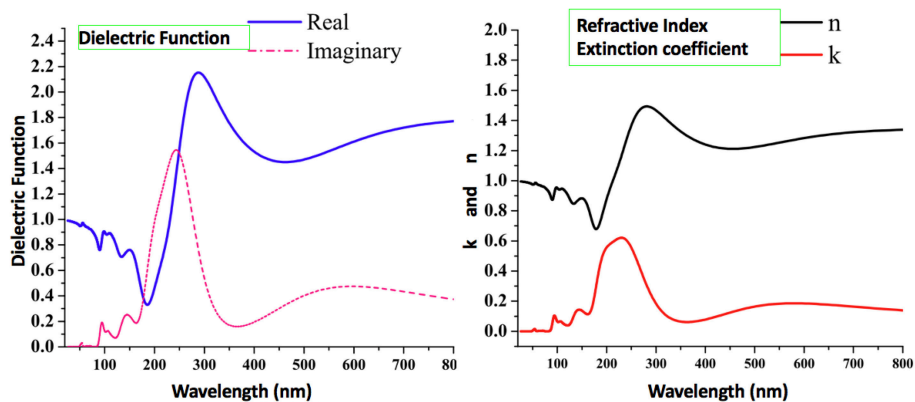 Dielectric Function
Real
Imaginary
2.4
2.2
2.0
1.8
1.6
1.4
1.2
1.0
0.8
0.6
0.4
0.2
0.0
Dielectric Function
100 200 300 400 500 600 700 800
Wavelength (nm)
Refractive Index
Extinction coefficient
n
k
2.0
1.8
1.6
1.4
1.2
1.0
0.8
0.6
0.4
0.2
0.0
k and n
100 200 300 400 500 600 700 800
Wavelength (nm)